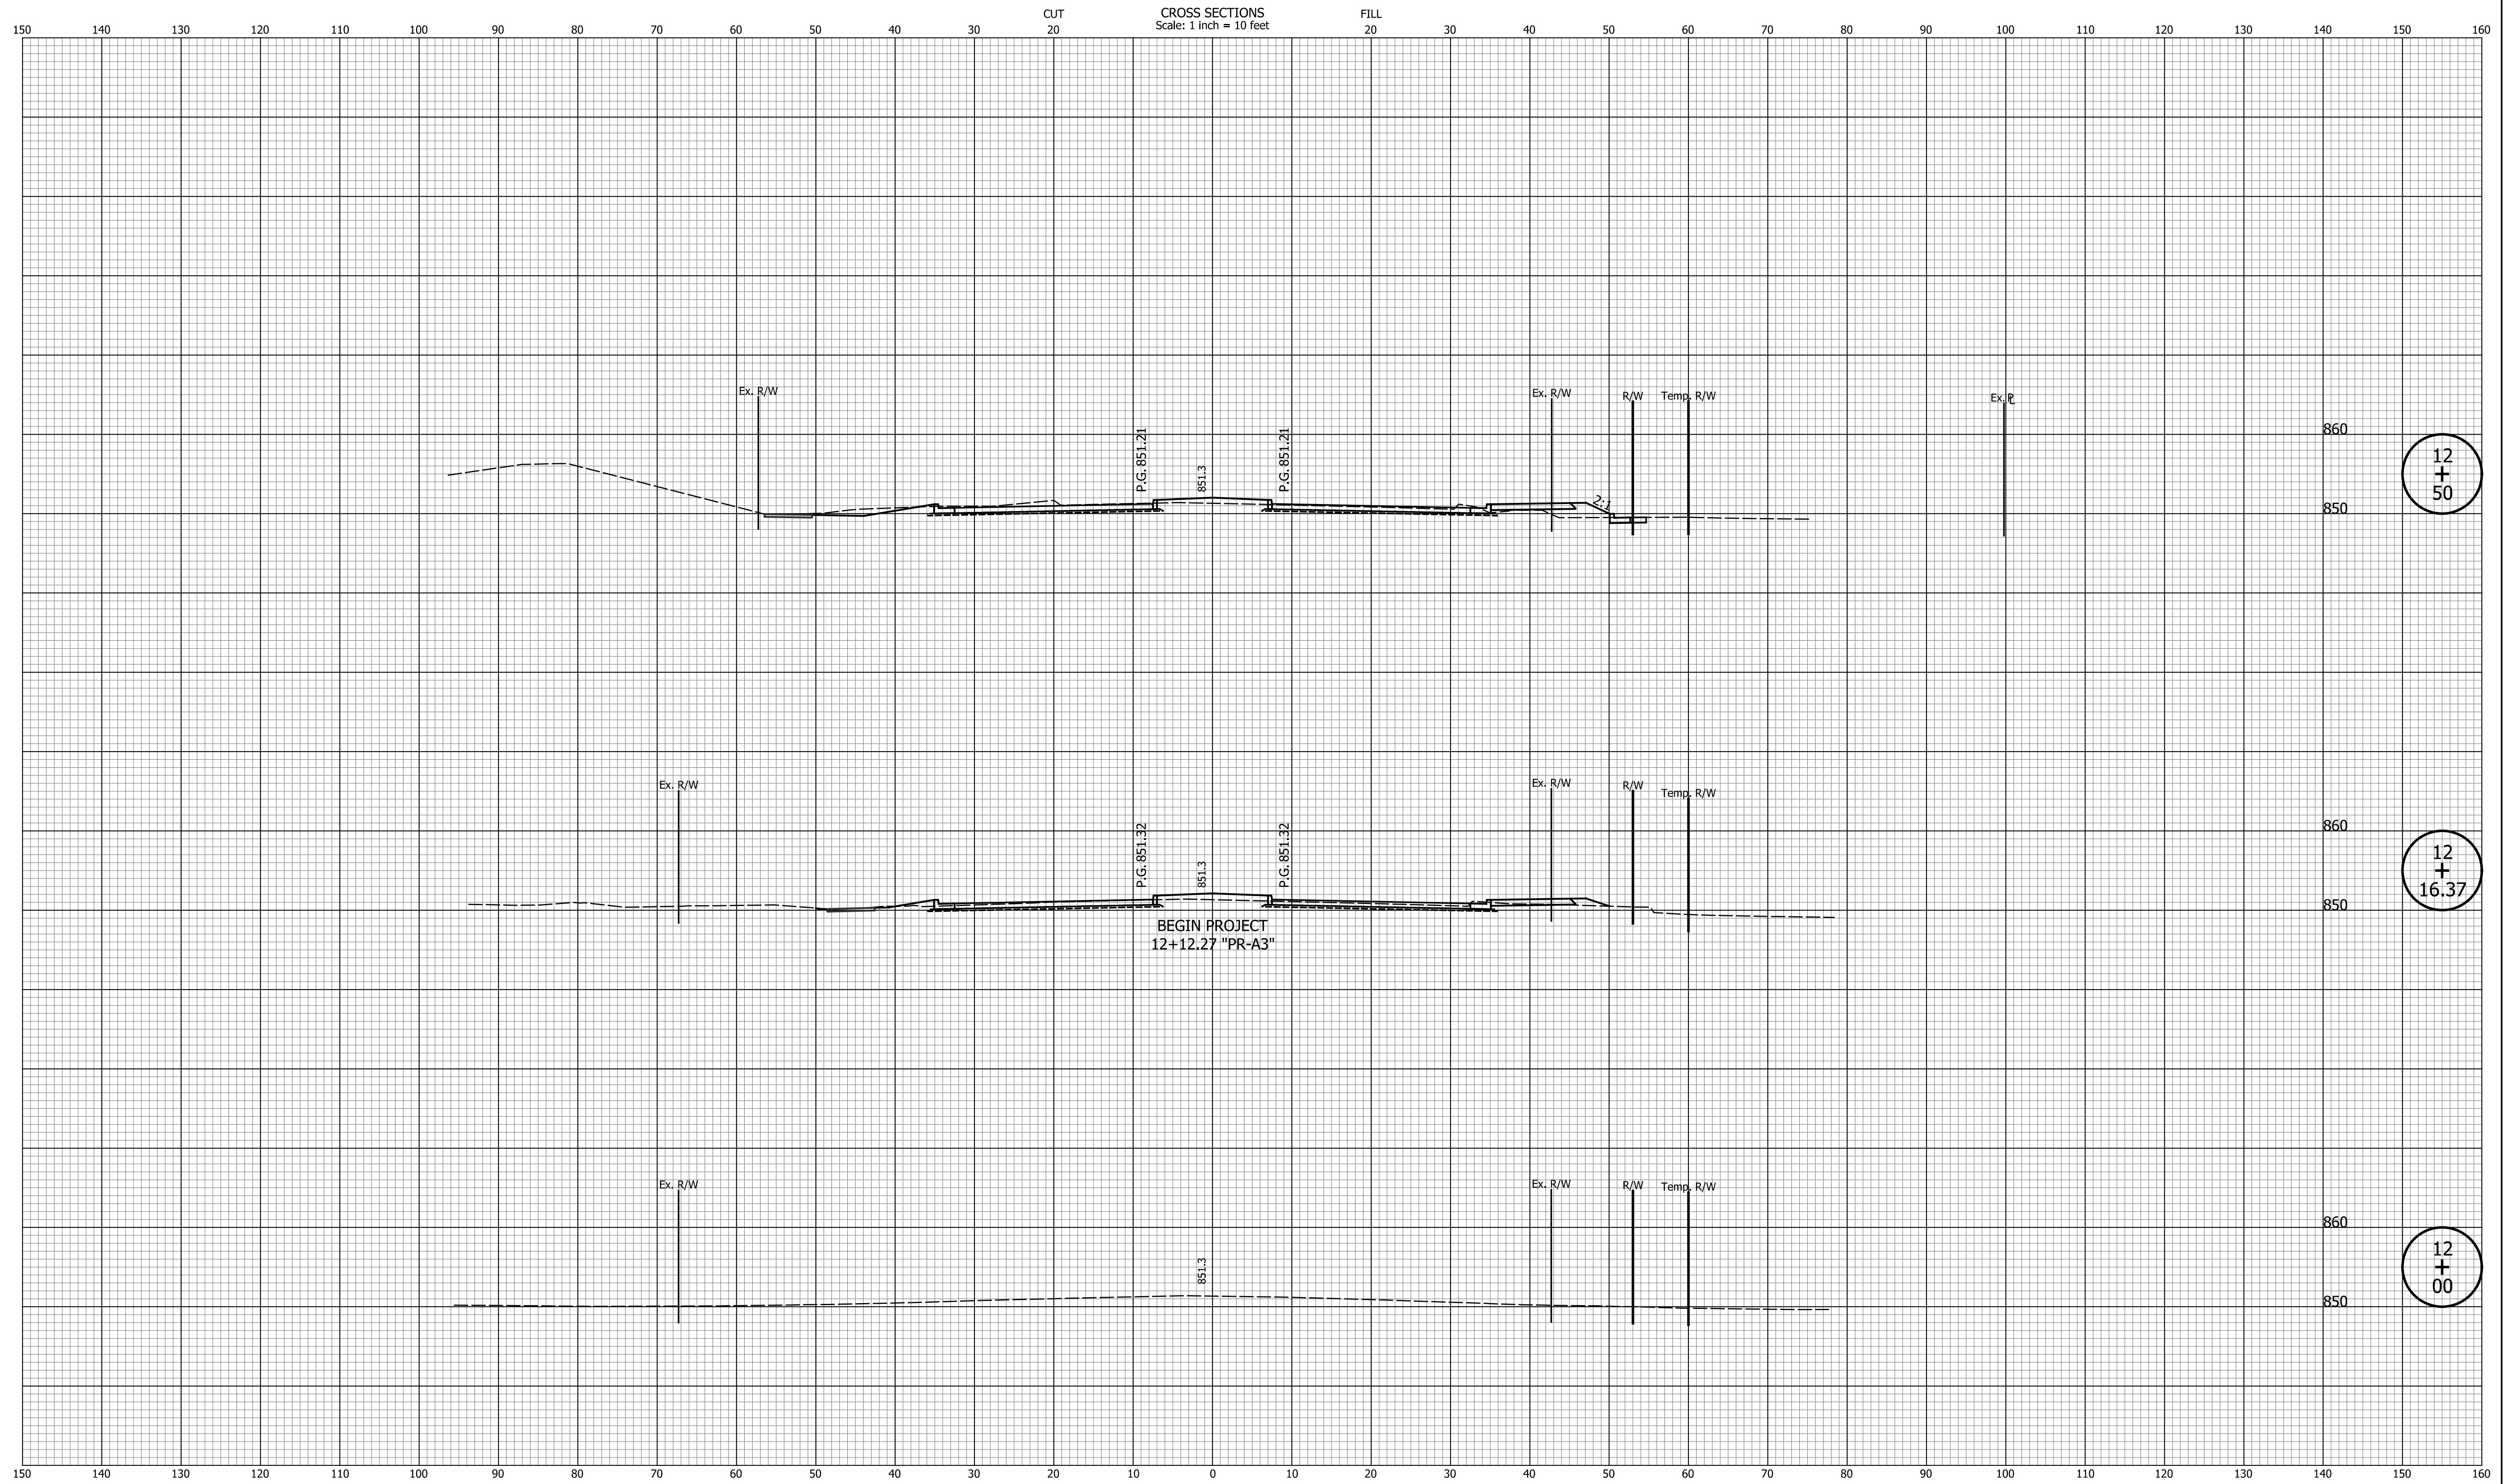 CUT CROSS SECTIONS FILL
Scale: 1 inch = 10 feet
150 140 130 120 110 100 90 80 70 60 50 40 30 20 10 0 10 20 30 40 50 60 70 80 90 100 110 120 130 140 150 160
Ex. R/W
P.G. 851.21
851.3
P.G. 851.21
Ex. R/W
R/W
Temp. R/W
Ex. PL
2:1
860
850
12
+
50
Ex. R/W
P.G. 851.32
851.3
P.G. 851.32
Ex. R/W
R/W
Temp. R/W
BEGIN PROJECT
12+12.27 "PR-A3"
860
850
12
+
16.37
Ex. R/W
851.3
Ex. R/W
R/W
Temp. R/W
860
850
12
+
00
150 140 130 120 110 100 90 80 70 60 50 40 30 20 10 0 10 20 30 40 50 60 70 80 90 100 110 120 130 140 150 160